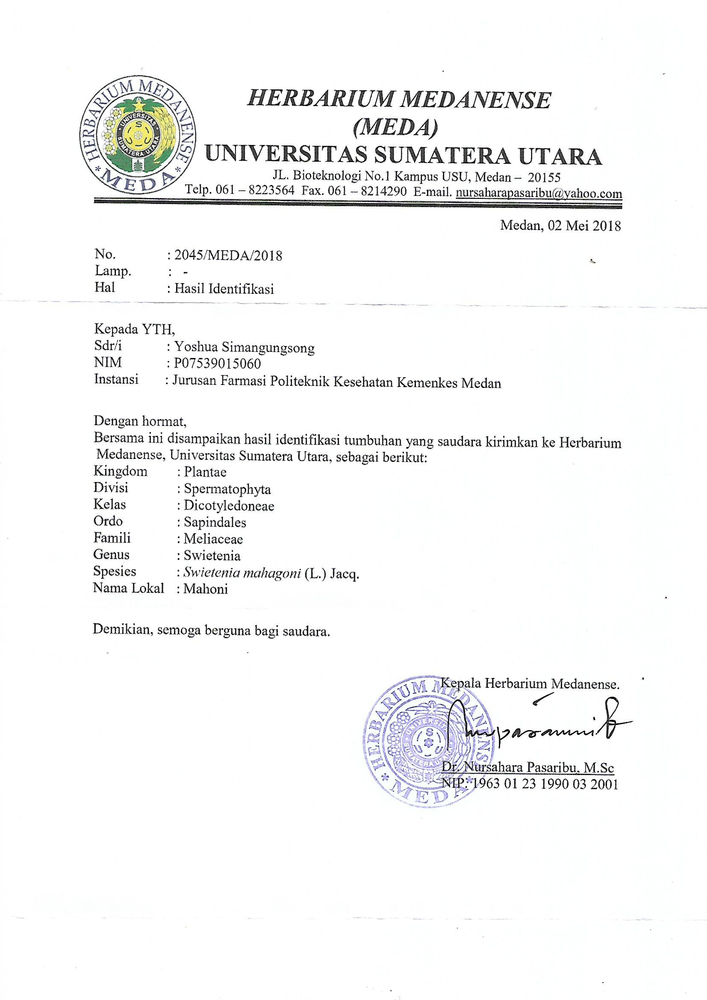 HERBARIUM MEDANENSE
* MEDA *
UNIVERSITAS
SUMATERA UTARA
HERBARIUM MEDANENSE
(MEDA)
UNIVERSITAS SUMATERA UTARA
JL. Bioteknologi No.1 Kampus USU, Medan – 20155
Telp. 061 – 8223564 Fax. 061 – 8214290 E-mail. nursaharapasaribu@yahoo.com
Medan, 02 Mei 2018
No. : 2045/MEDA/2018
Lamp. : -
Hal : Hasil Identifikasi
Kepada YTH,
Sdr/i : Yoshua Simangungsong
NIM : P07539015060
Instansi : Jurusan Farmasi Politeknik Kesehatan Kemenkes Medan
Dengan hormat,
Bersama ini disampaikan hasil identifikasi tumbuhan yang saudara kirimkan ke Herbarium
Medanense, Universitas Sumatera Utara, sebagai berikut:
Kingdom : Plantae
Divisi : Spermatophyta
Kelas : Dicotyledoneae
Ordo : Sapindales
Famili : Meliaceae
Genus : Swietenia
Spesies : Swietenia mahagoni (L.) Jacq.
Nama Lokal : Mahoni
Demikian, semoga berguna bagi saudara.
Kepala Herbarium Medanense.
HERBARIUM MEDANENSE
* MEDA *
UNIVERSITAS
SUMATERA UTARA
Dr. Nursahara Pasaribu, M.Sc
NIP. 1963 01 23 1990 03 2001